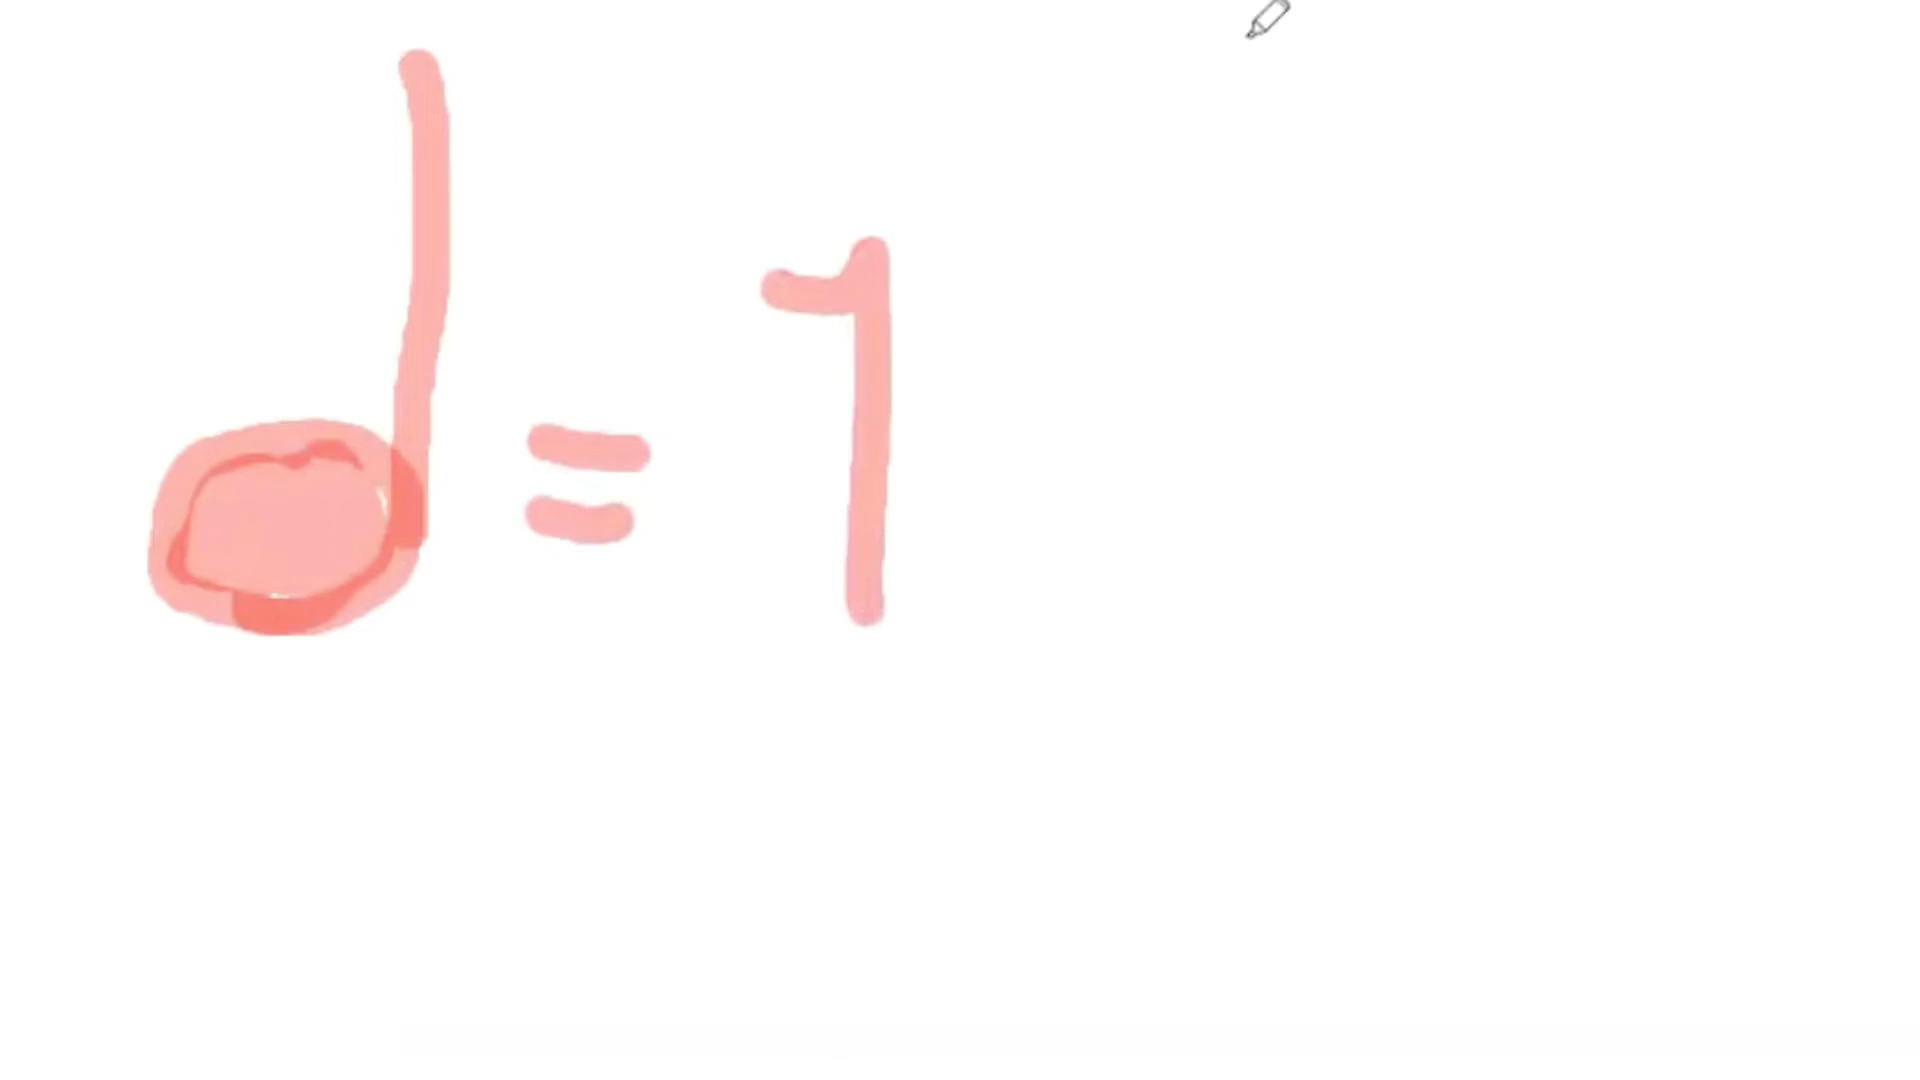 ♩ = 1